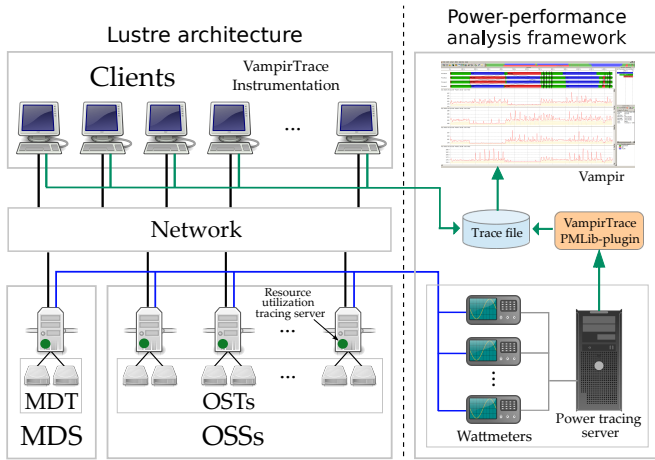 Lustre architecture
Power-performance
analysis framework
Clients
VampirTrace
Instrumentation
...
Vampir
Network
Trace file
VampirTrace
PMLib-plugin
Resource
utilization
tracing server
...
...
MDT
OSTs
MDS
OSSs
Wattmeters
Power tracing
server